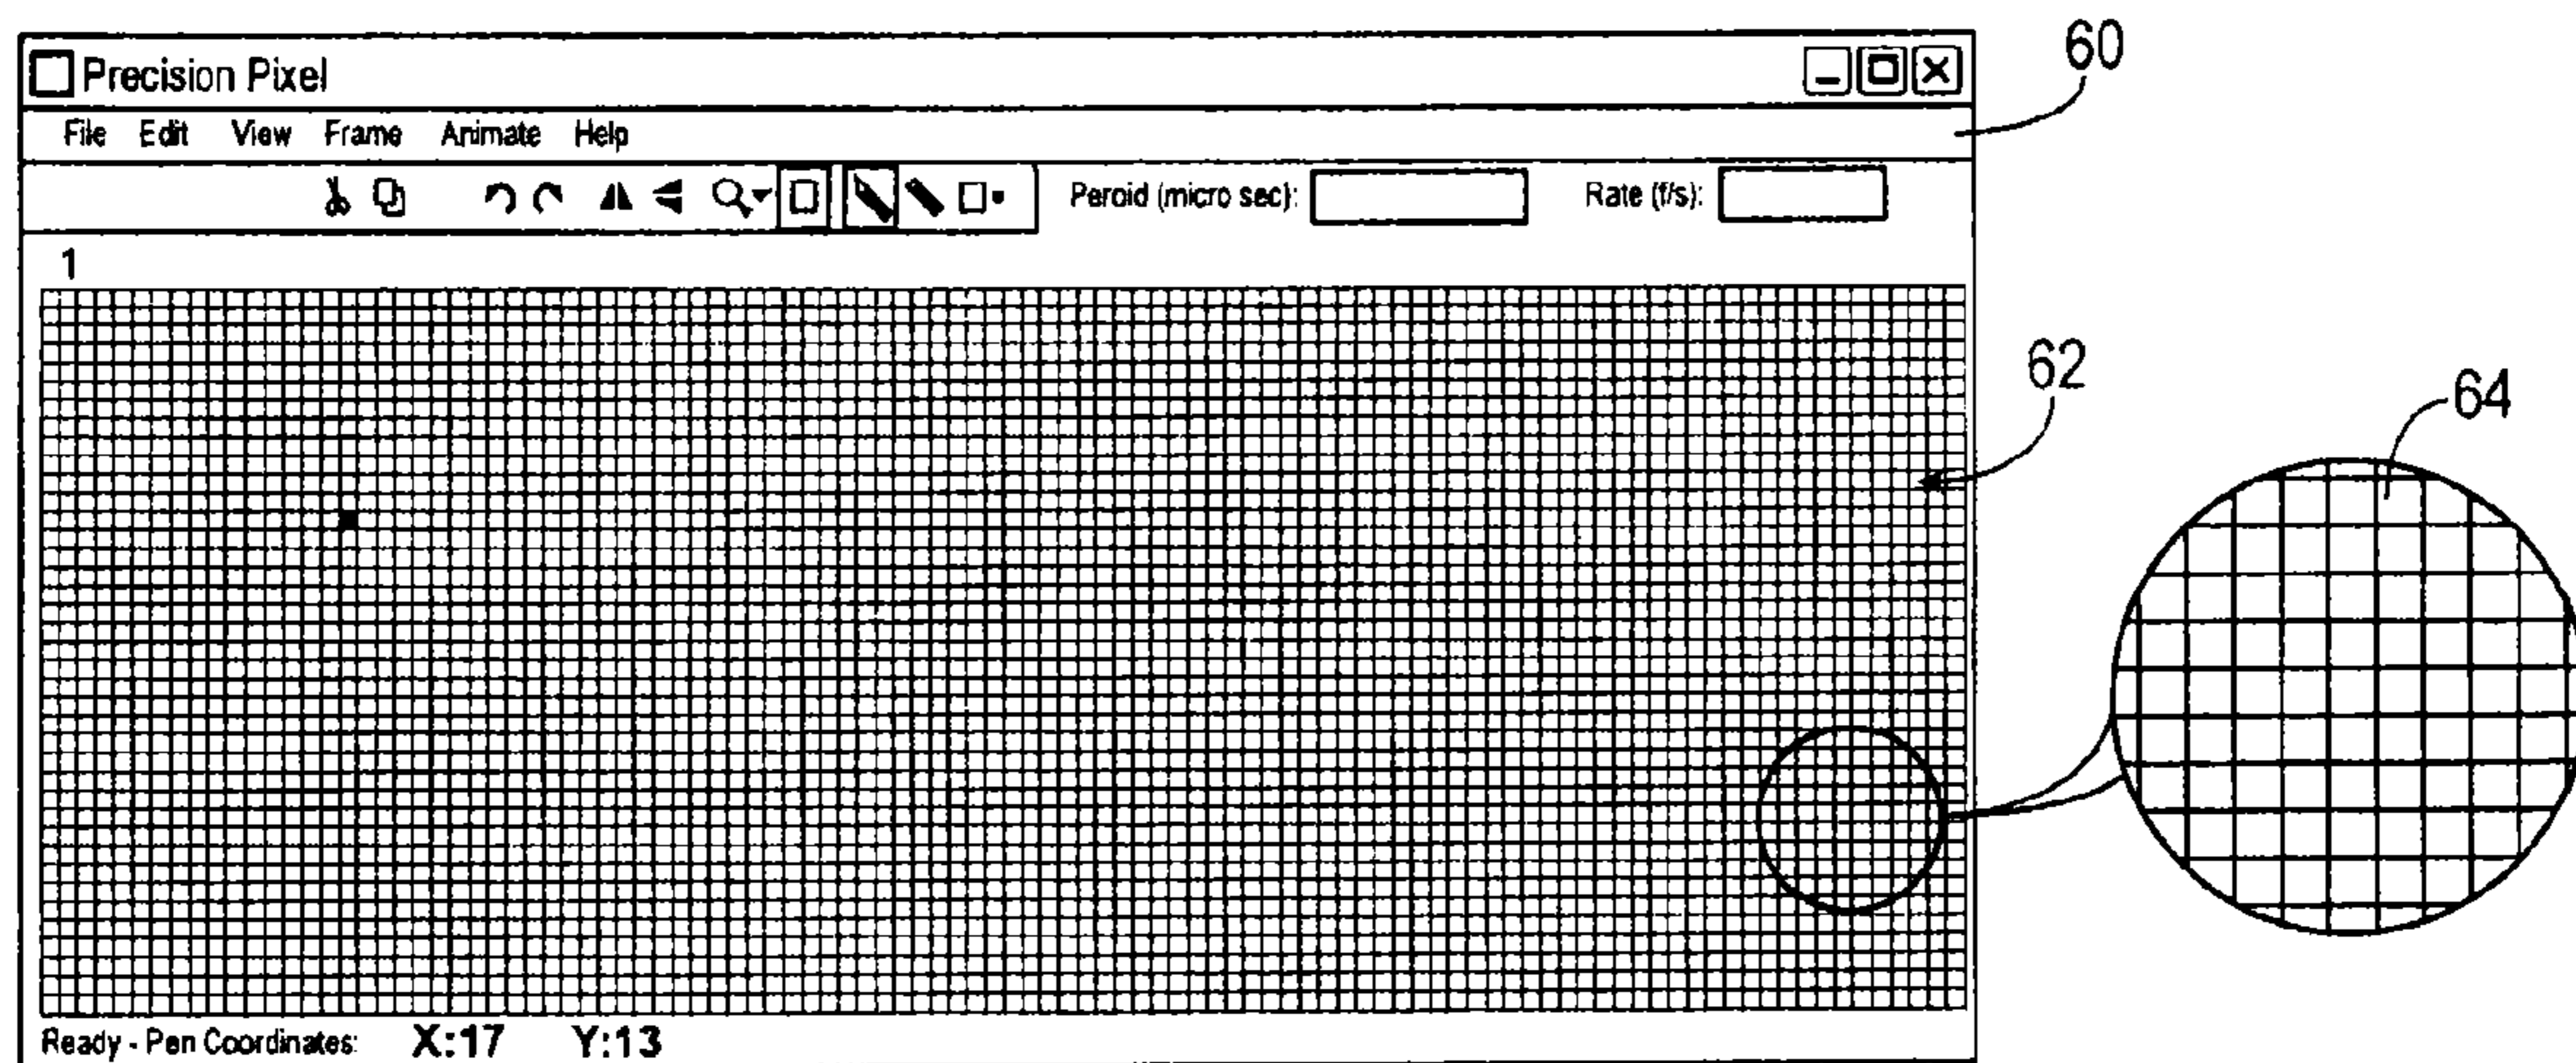 Precision Pixel
60
File Edit View Frame Animate Help
Peroid (micro sec): Rate (f/s):
1
62
64
Ready - Pen Coordinates: X:17 Y:13